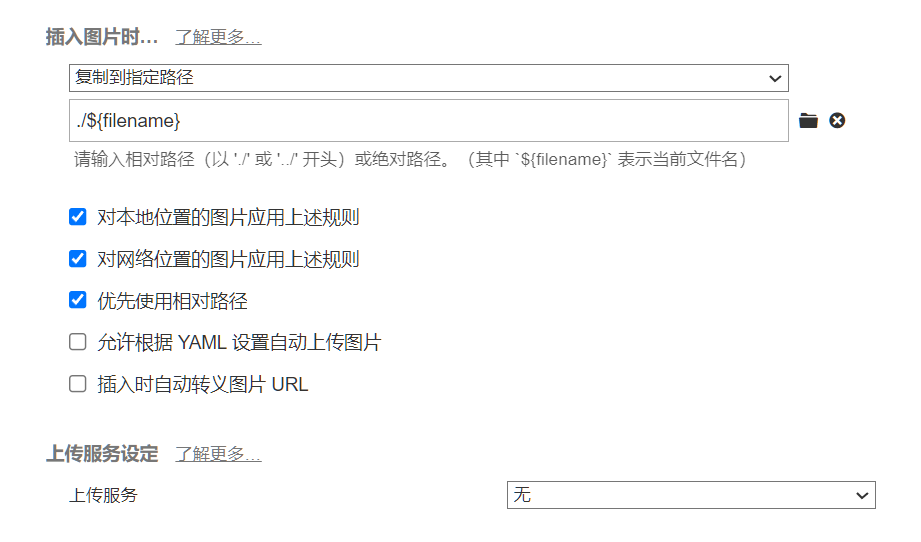 插入图片时... 了解更多...
复制到指定路径
./${filename}
请输入相对路径（以 './' 或 '../' 开头）或绝对路径。（其中 `${filename}` 表示当前文件名）
对本地位置的图片应用上述规则
对网络位置的图片应用上述规则
优先使用相对路径
允许根据 YAML 设置自动上传图片
插入时自动转义图片 URL
上传服务设定 了解更多...
上传服务 无